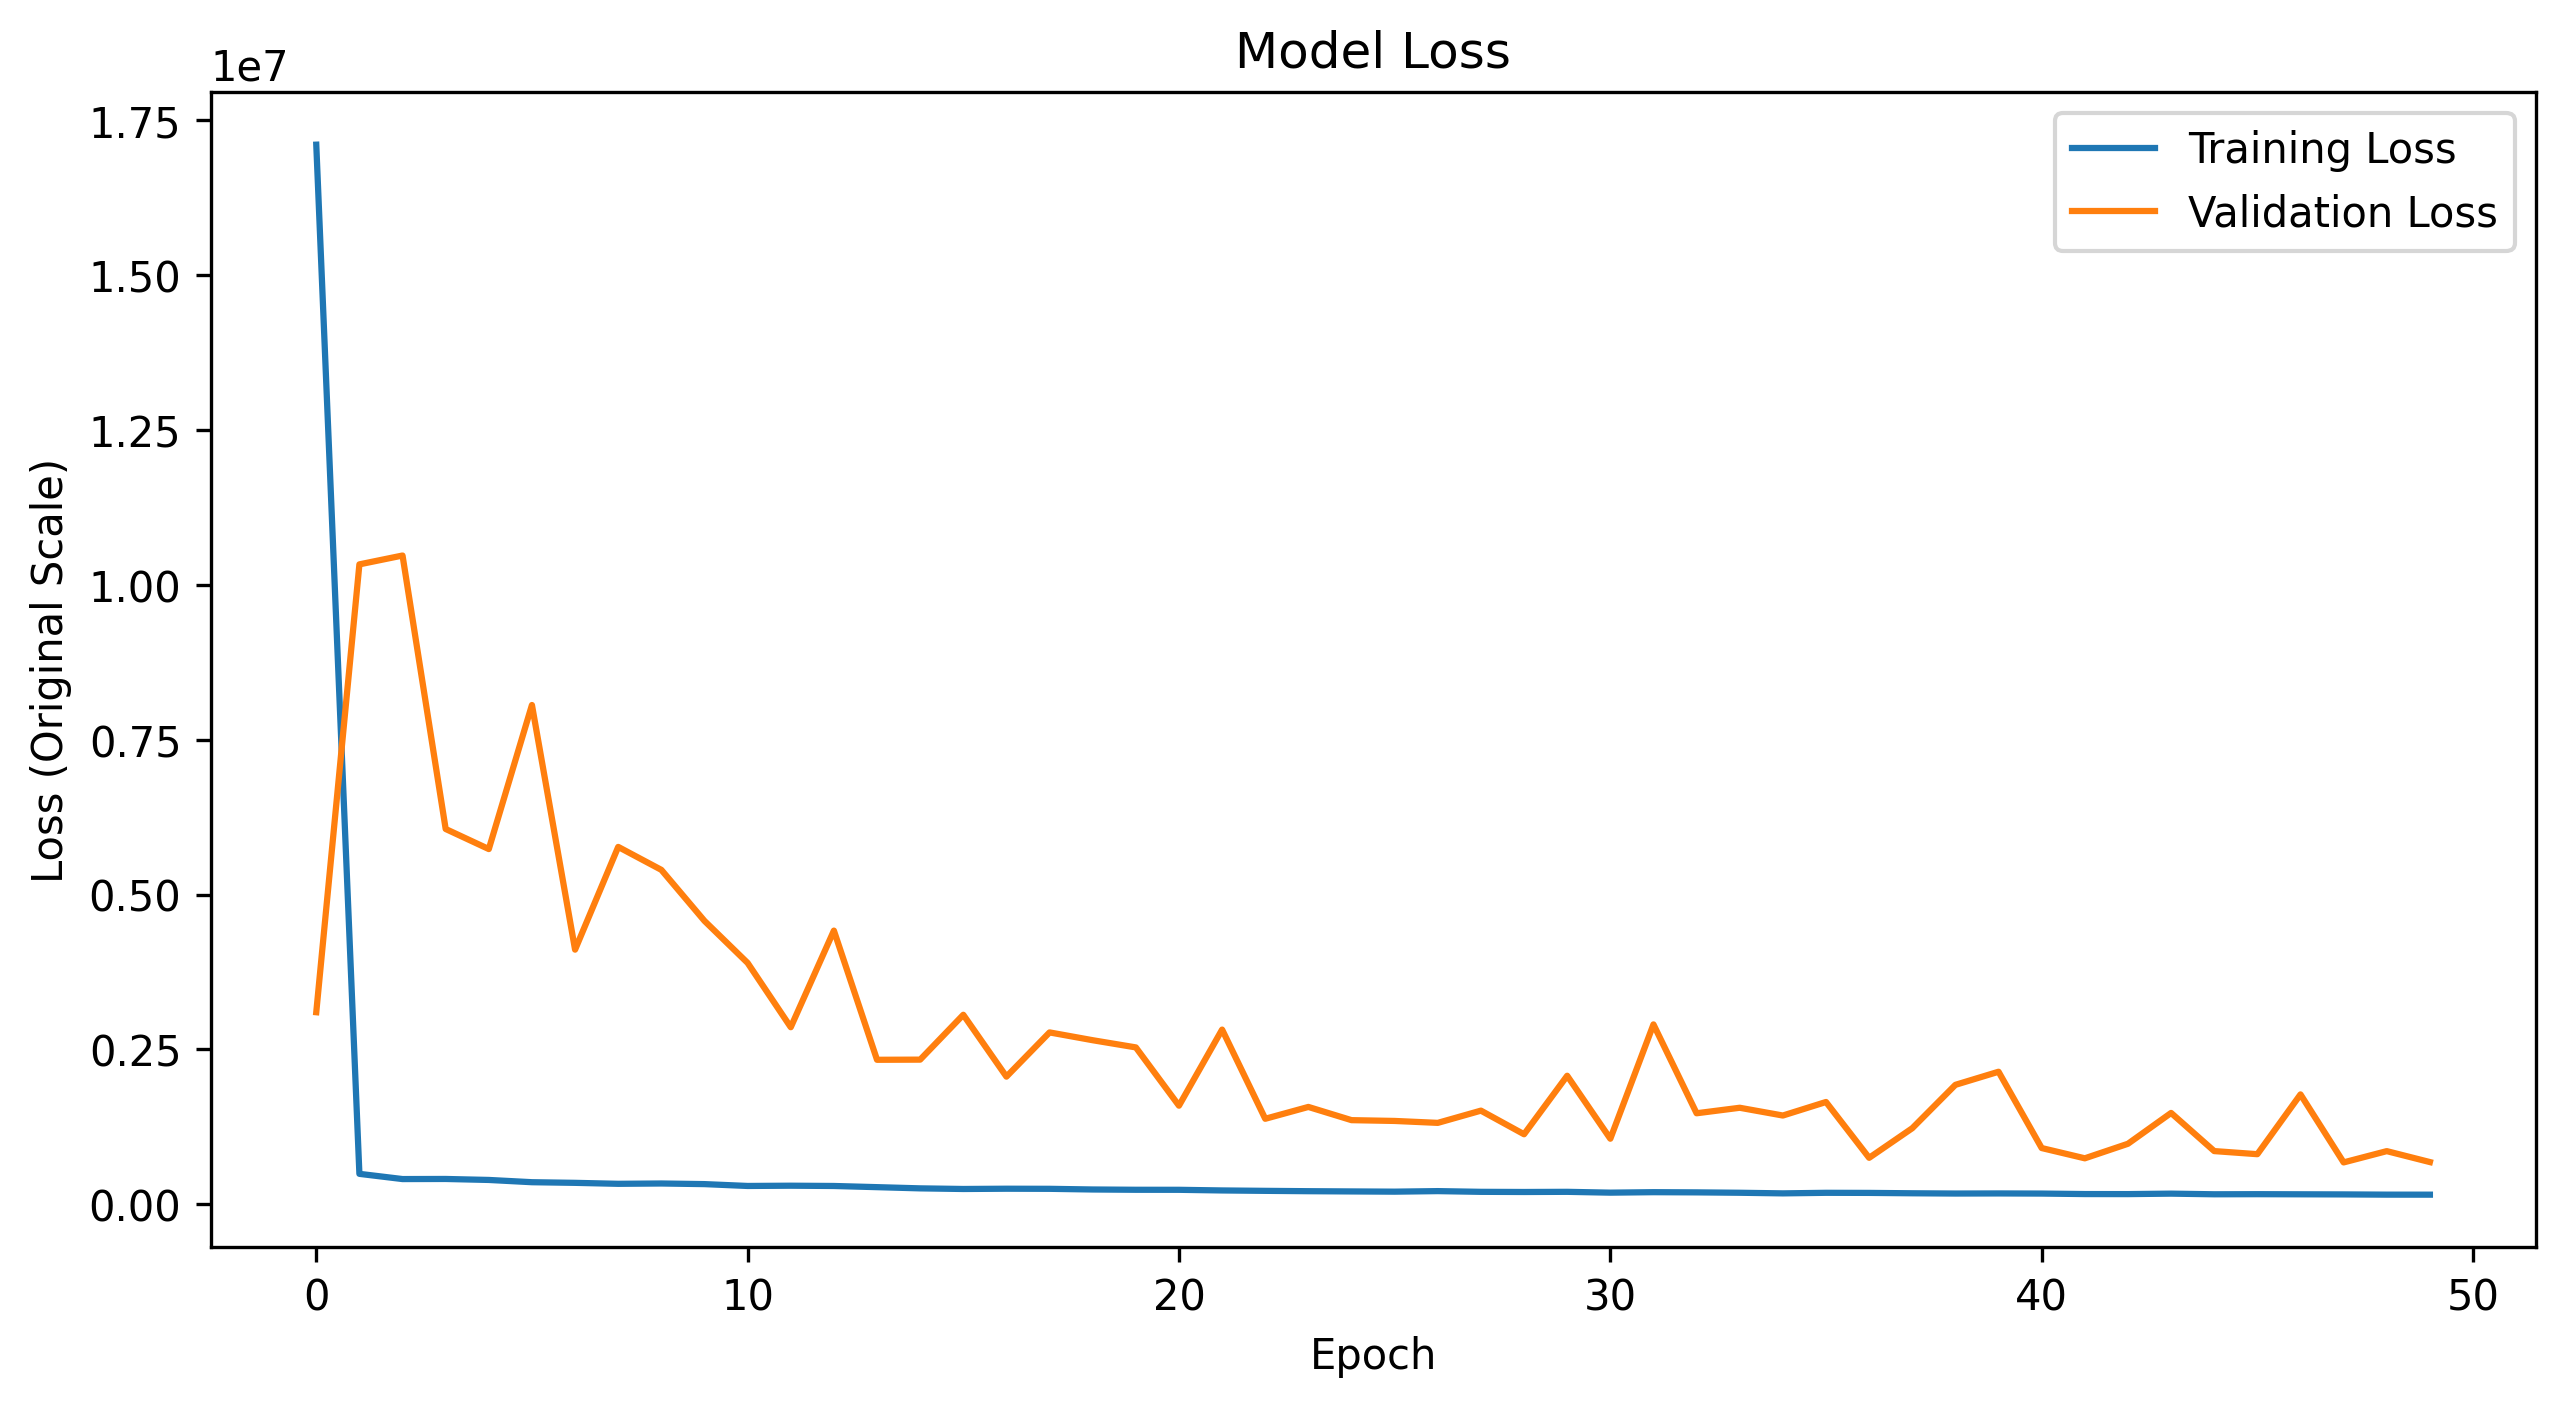 Model Loss
1e7
1.75
1.50
1.25
1.00
0.75
0.50
0.25
0.00
Loss (Original Scale)
Training Loss
Validation Loss
0 10 20 30 40 50
Epoch